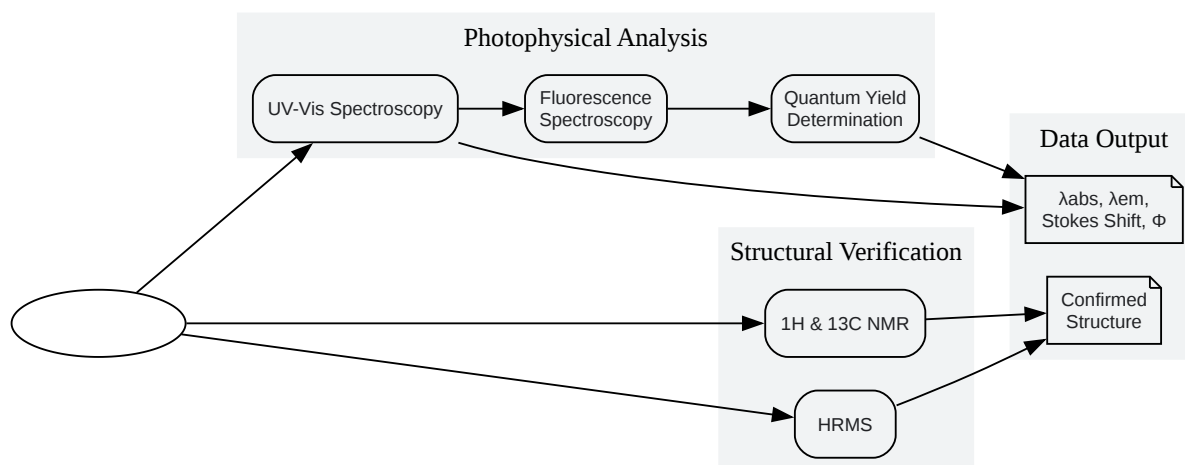 Photophysical Analysis
UV-Vis Spectroscopy
Fluorescence
Spectroscopy
Quantum Yield
Determination
Data Output
λabs, λem,
Stokes Shift, Φ
Structural Verification
1H & 13C NMR
Confirmed
Structure
HRMS